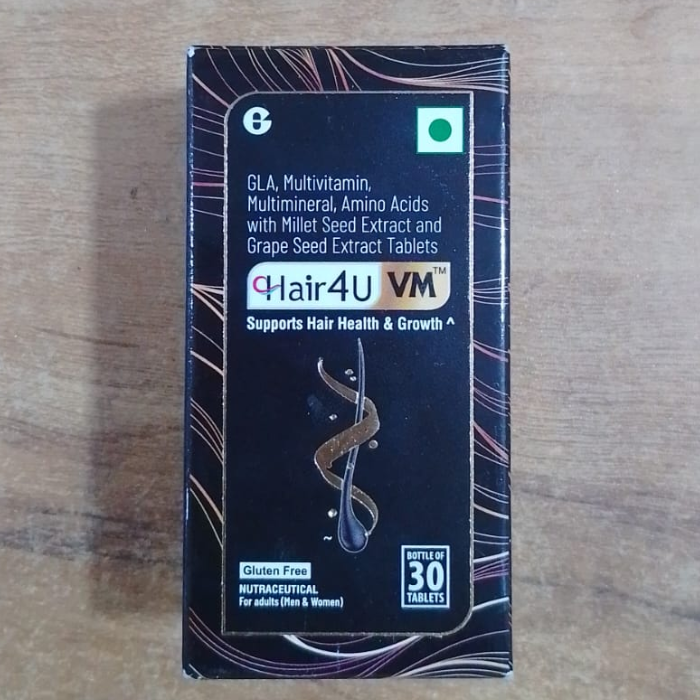 GLA, Multivitamin,
Multimineral, Amino Acids
with Millet Seed Extract and
Grape Seed Extract Tablets
Hair4U VM™
Supports Hair Health & Growth ^
~
Gluten Free
NUTRACEUTICAL
For adults (Men & Women)
BOTTLE OF
30
TABLETS